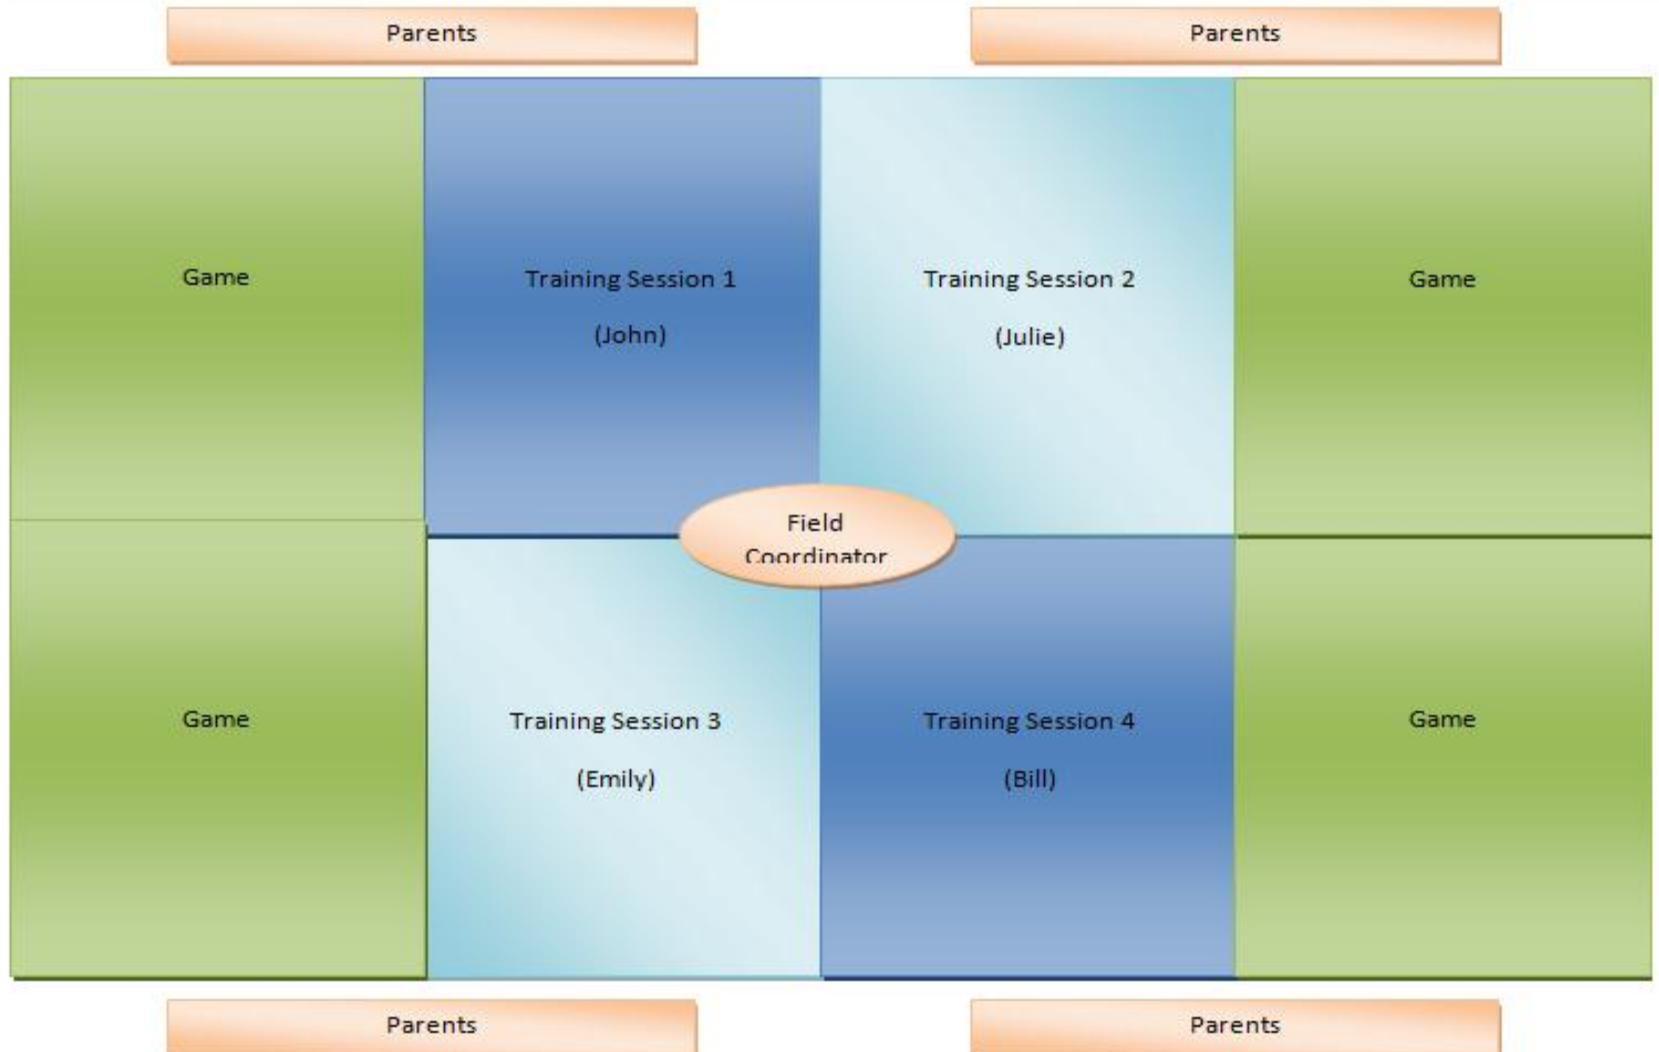 Parents
Parents
Game
Training Session 1
(John)
Training Session 2
(Julie)
Game
Field
Coordinator
Game
Training Session 3
(Emily)
Training Session 4
(Bill)
Game
Parents
Parents